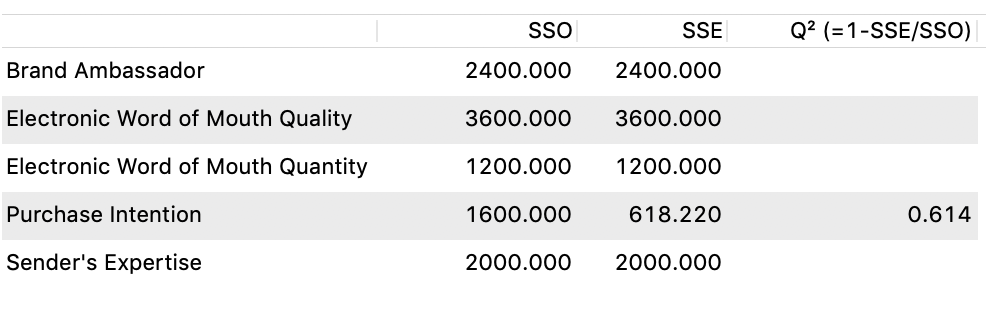 SSO SSE Q² (=1-SSE/SSO)
Brand Ambassador 2400.000 2400.000
Electronic Word of Mouth Quality 3600.000 3600.000
Electronic Word of Mouth Quantity 1200.000 1200.000
Purchase Intention 1600.000 618.220 0.614
Sender's Expertise 2000.000 2000.000